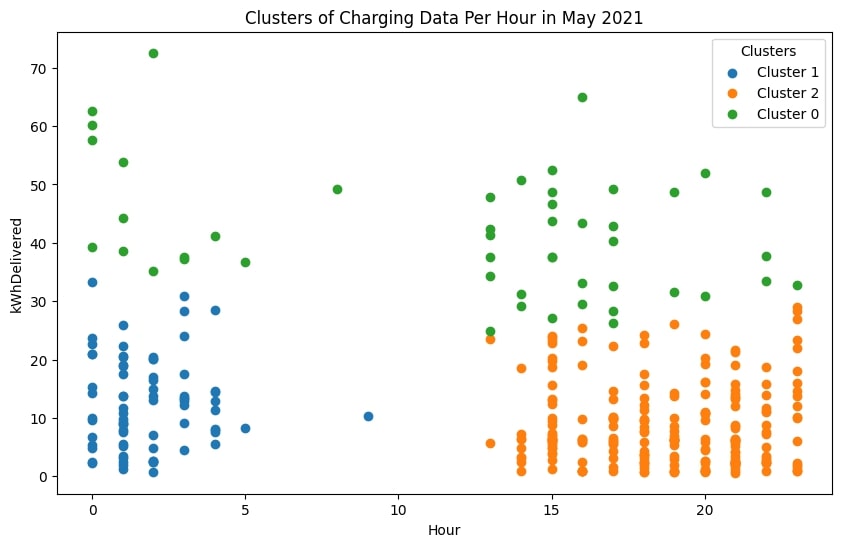 Clusters of Charging Data Per Hour in May 2021
Clusters
Cluster 1
Cluster 2
Cluster 0
kWhDelivered
70
60
50
40
30
20
10
0
0 5 10 15 20
Hour